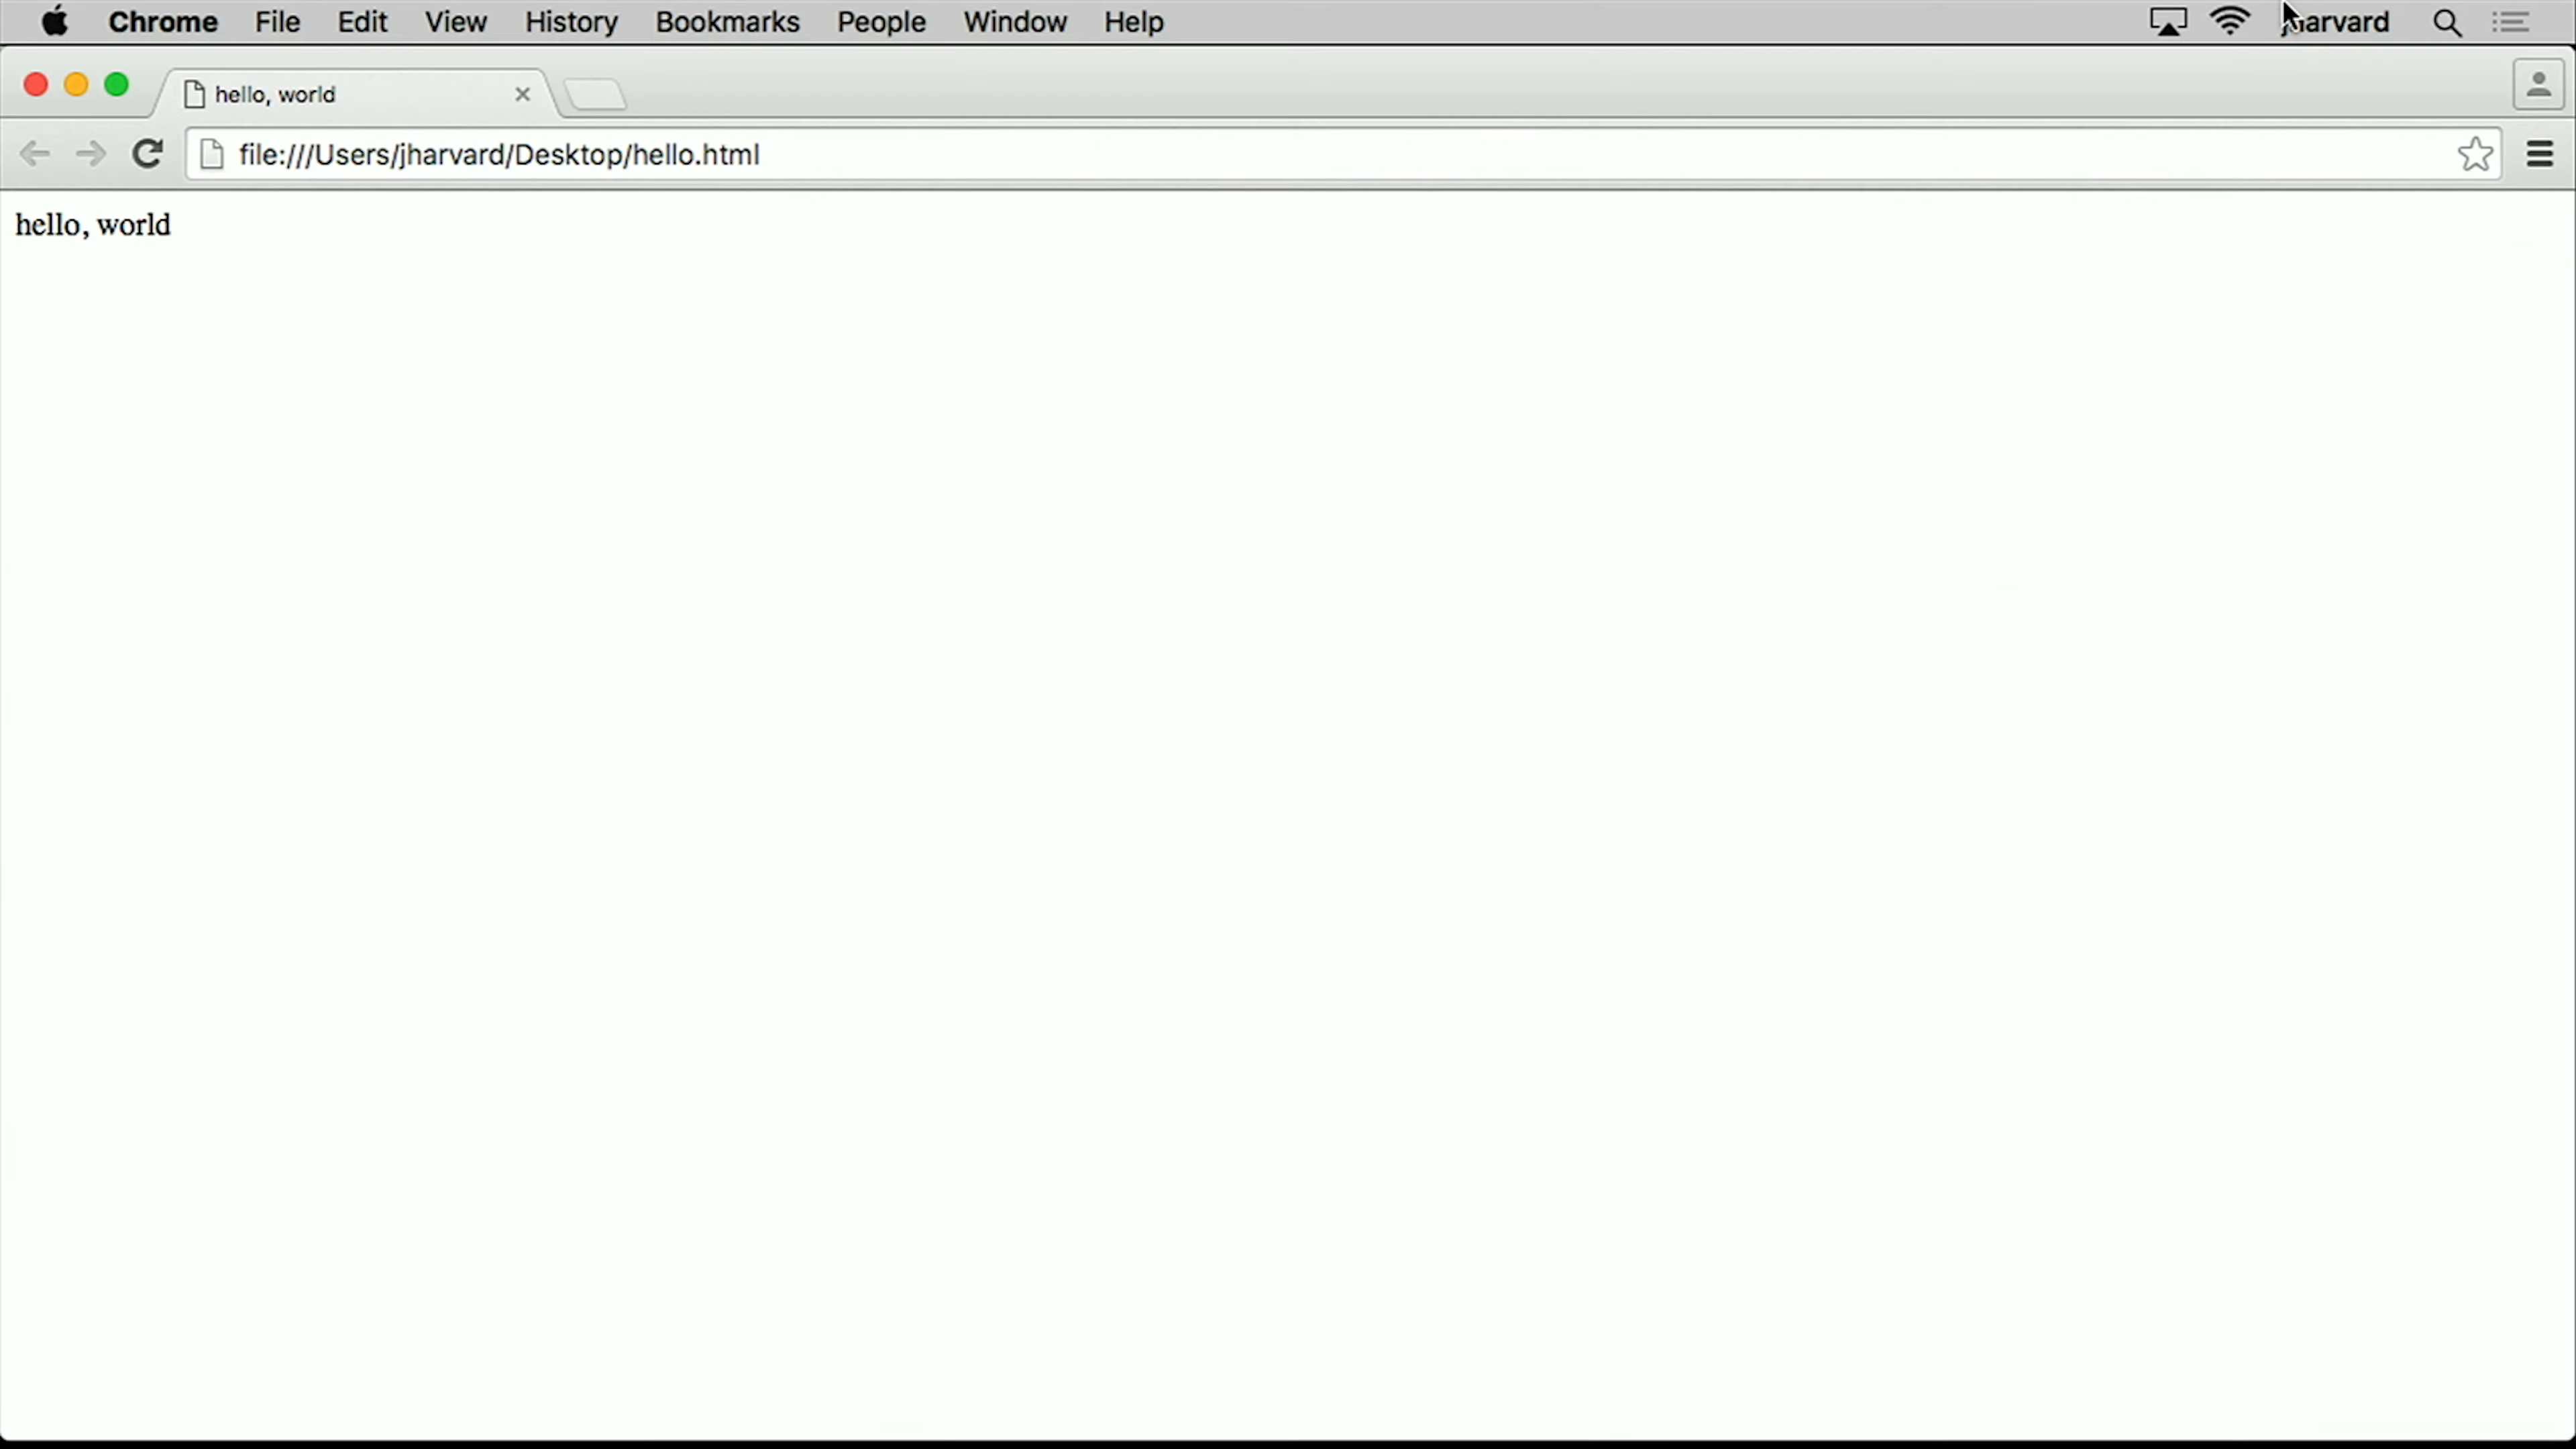 Chrome File Edit View History Bookmarks People Window Help jharvard
hello, world
file:///Users/jharvard/Desktop/hello.html
hello, world